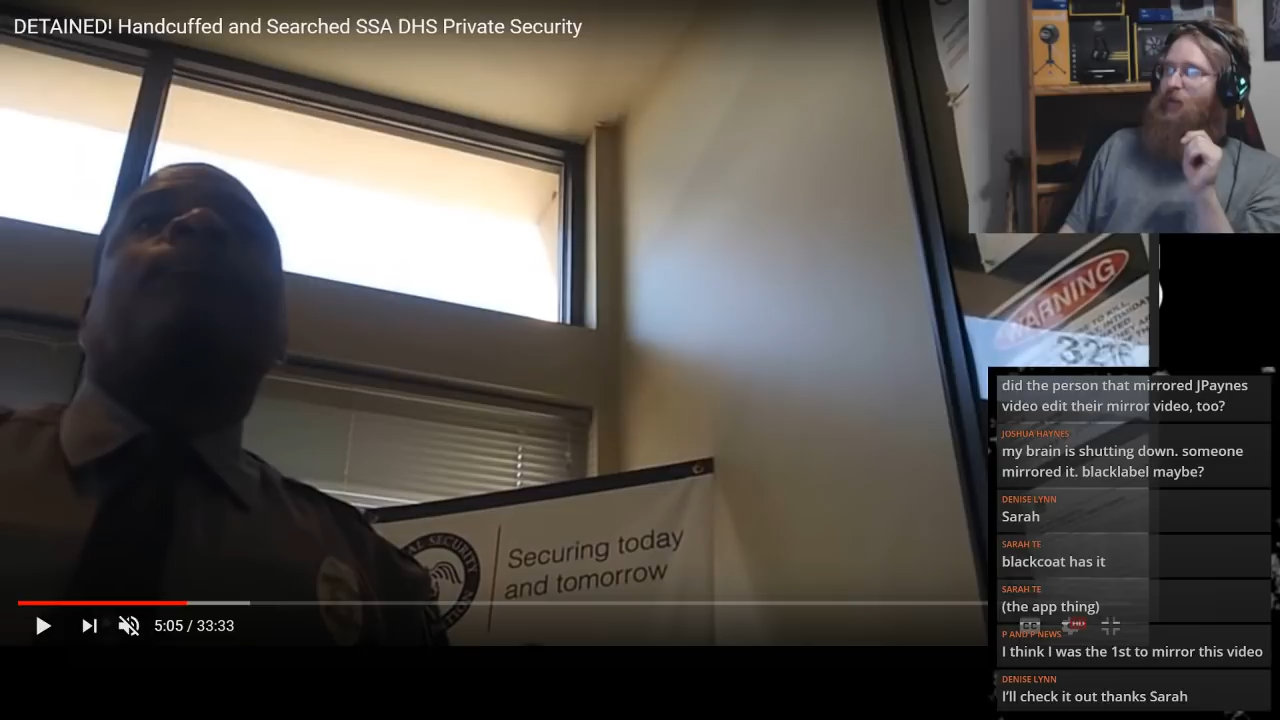 DETAINED! Handcuffed and Searched SSA DHS Private Security
WARNING
326
Securing today
and tomorrow
5:05 / 33:33
did the person that mirrored JPaynes
video edit their mirror video, too?
JOSHUA HAYNES
my brain is shutting down. someone
mirrored it. blacklabel maybe?
DENISE LYNN
Sarah
SARAH TE
blackcoat has it
SARAH TE
(the app thing)
P AND P NEWS
I think I was the 1st to mirror this video
DENISE LYNN
I'll check it out thanks Sarah